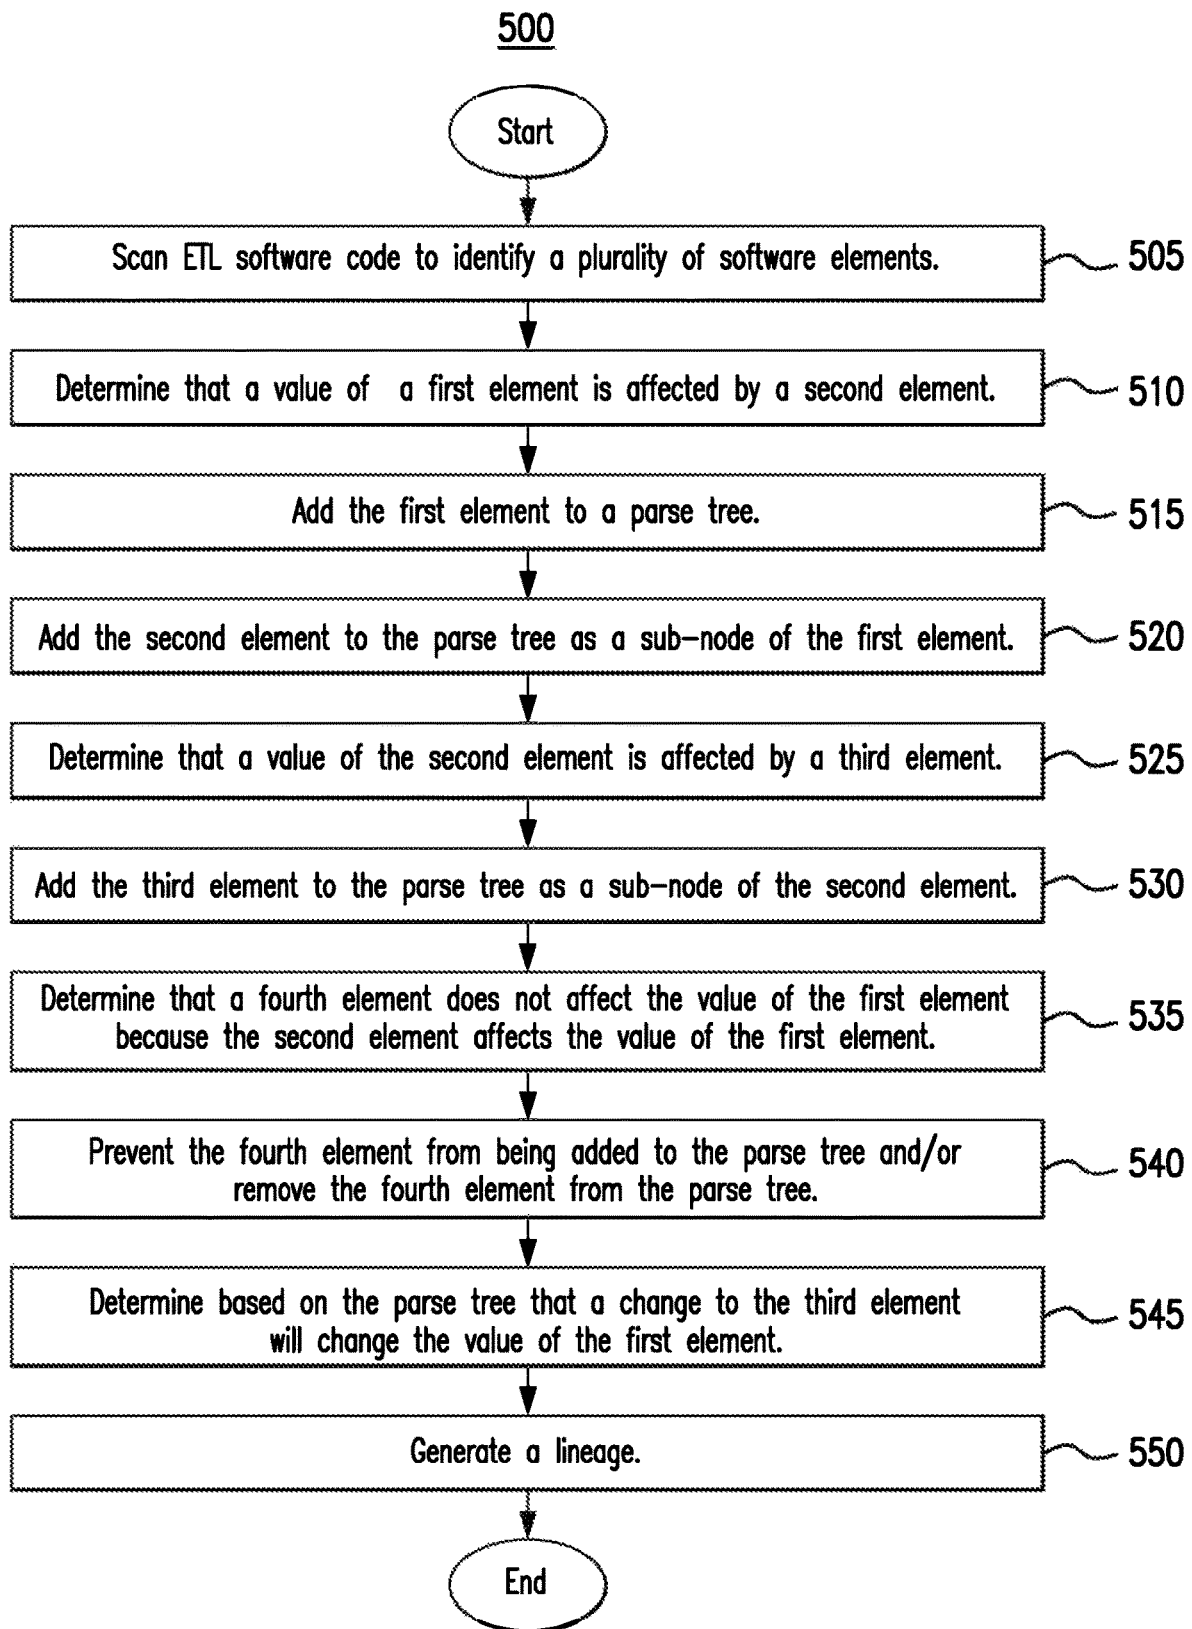 500
Start
Scan ETL software code to identify a plurality of software elements.
505
Determine that a value of a first element is affected by a second element.
510
Add the first element to a parse tree.
515
Add the second element to the parse tree as a sub-node of the first element.
520
Determine that a value of the second element is affected by a third element.
525
Add the third element to the parse tree as a sub-node of the second element.
530
Determine that a fourth element does not affect the value of the first element
because the second element affects the value of the first element.
535
Prevent the fourth element from being added to the parse tree and/or
remove the fourth element from the parse tree.
540
Determine based on the parse tree that a change to the third element
will change the value of the first element.
545
Generate a lineage.
550
End